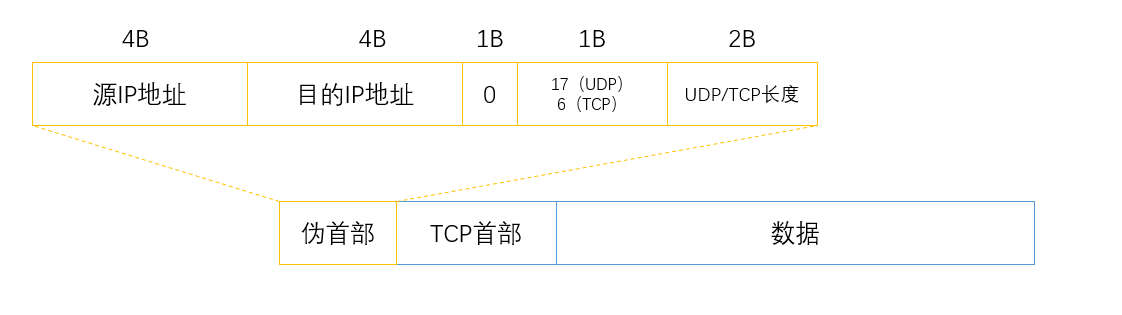 4B 4B 1B 1B 2B
源IP地址 目的IP地址 0 17（UDP） UDP/TCP长度
6（TCP）
伪首部 TCP首部 数据